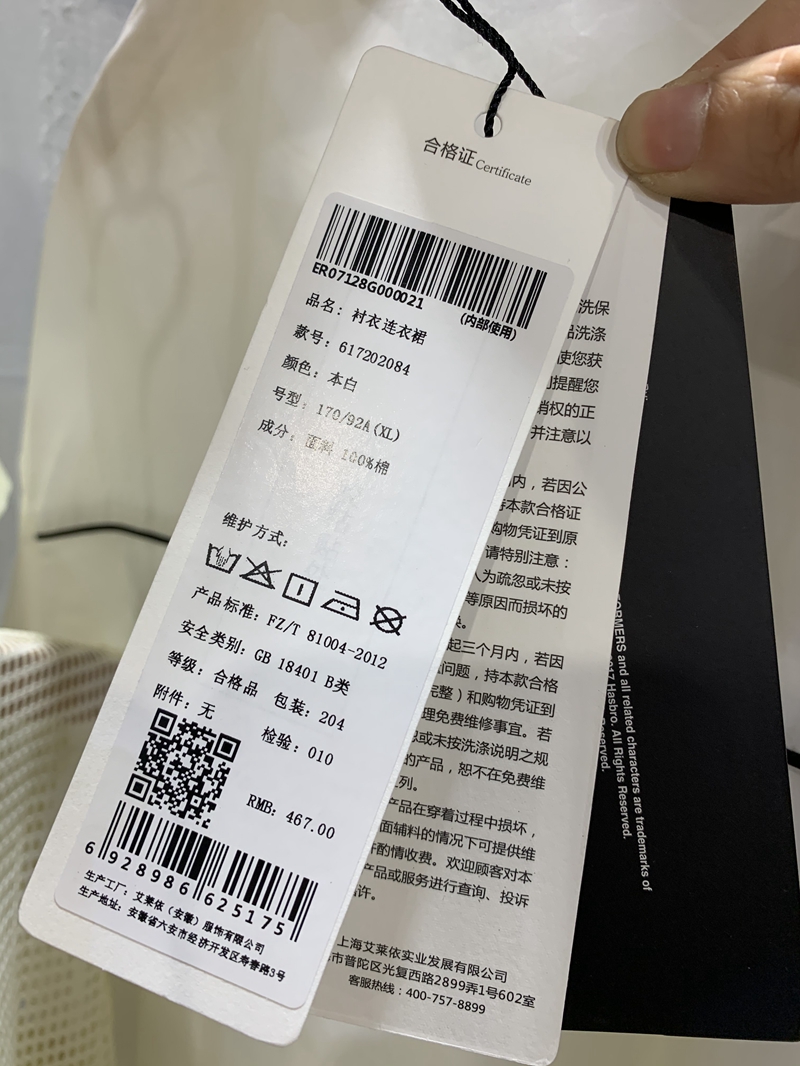 合格证 Certificate
ER07128G000021
(内部使用)
品名: 衬衣连衣裙
款号: 617202084
颜色: 本白
号型: 170/92A(XL)
成分: 面料 100%棉
维护方式:
产品标准: FZ/T 81004-2012
安全类别: GB 18401 B类
等级: 合格品 包装: 204
附件: 无
检验: 010
RMB: 467.00
6 928986 625175
生产工厂: 艾莱依（安徽）服饰有限公司
生产地址: 安徽省六安市经济开发区寿春路3号
洗保
品洗涤
使您获
提醒您
销权的正
并注意以
内，若因公
持本款合格证
购物凭证到原
请特别注意：
人为疏忽或未按
等原因而损坏的
起三个月内，若因
问题，持本款合格
完整）和购物凭证到
理免费维修事宜。若
忽或未按洗涤说明之规
的产品，恕不在免费维
列。
产品在穿着过程中损坏，
面辅料的情况下可提供维
酌情收费。欢迎顾客对本
产品或服务进行查询、投诉
许。
上海艾莱依实业发展有限公司
市普陀区光复西路2899弄1号602室
客服热线：400-757-8899
FORMERS and all related characters are trademarks of
2017 Hasbro. All Rights Reserved.
Reserved.